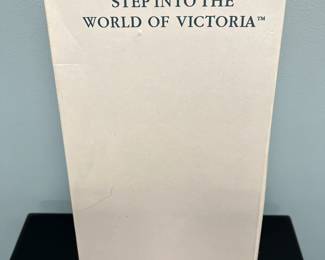 STEP INTO THE
WORLD OF VICTORIA™